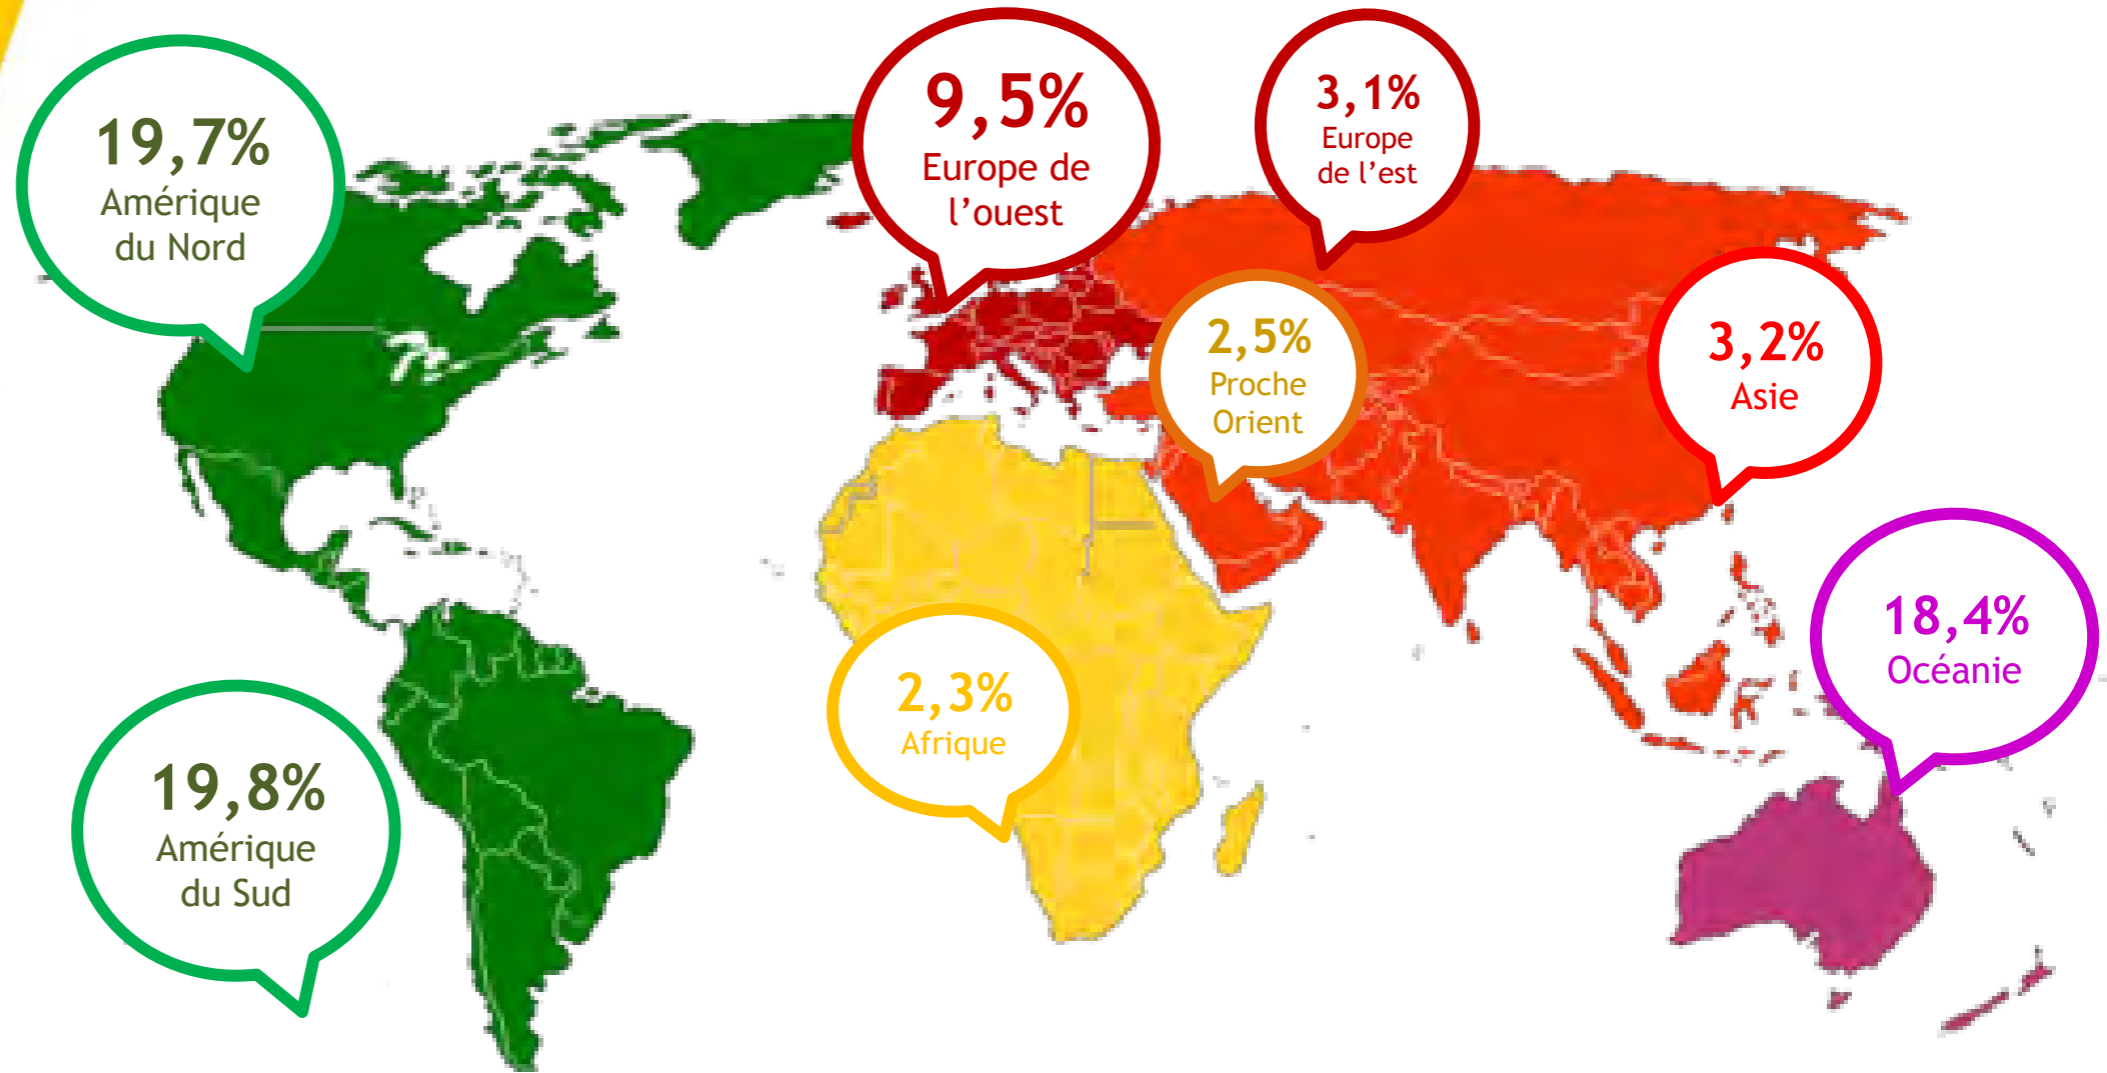 19,7%
Amérique
du Nord
9,5%
Europe de
l’ouest
3,1%
Europe
de l’est
2,5%
Proche
Orient
3,2%
Asie
18,4%
Océanie
2,3%
Afrique
19,8%
Amérique
du Sud